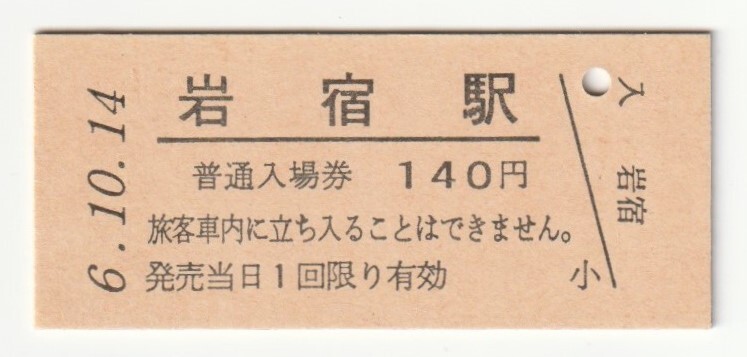 岩宿駅
普通入場券 140円
旅客車内に立ち入ることはできません。
発売当日1回限り有効
小
入 岩宿
6.10.14